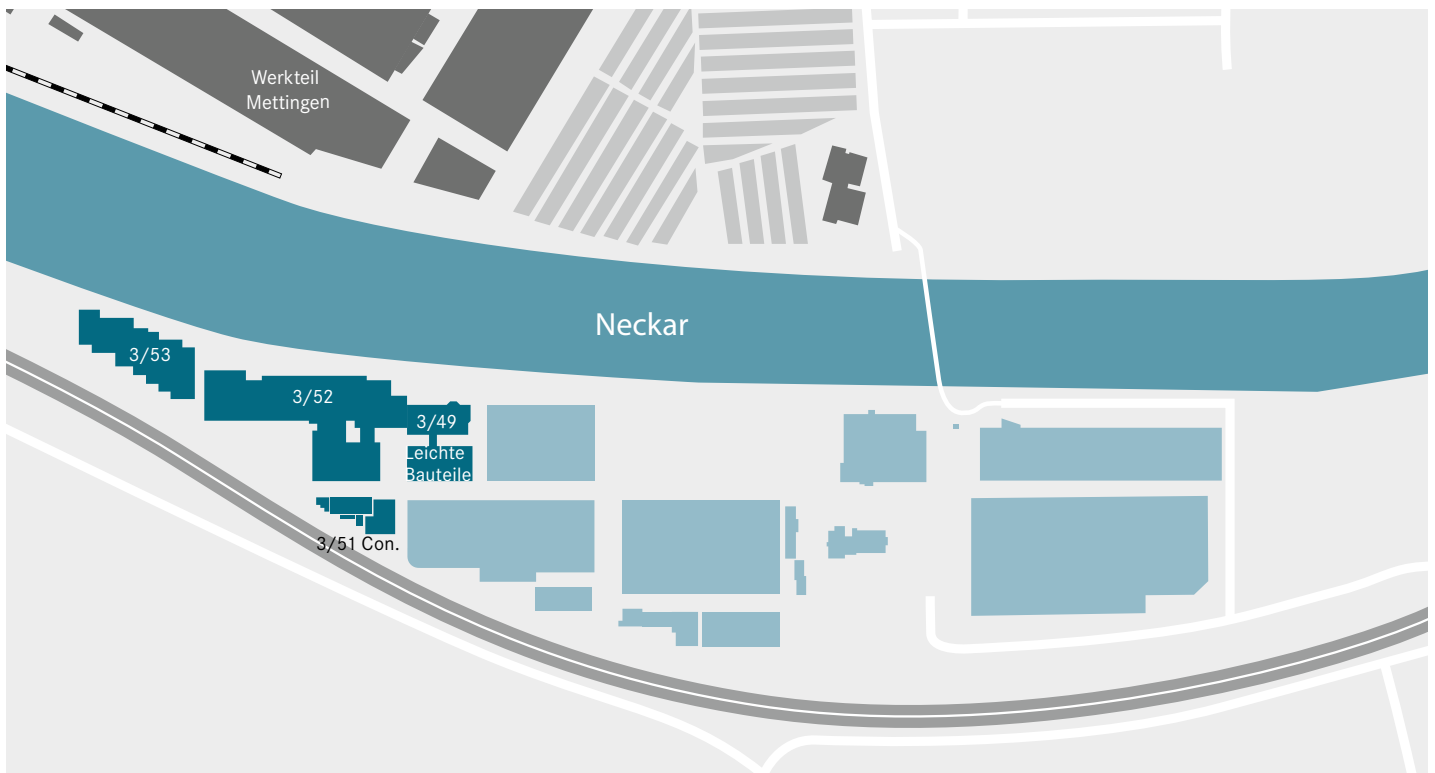 Werkteil
Mettingen
Neckar
3/53
3/52
3/49
Leichte
Bauteile
3/51 Con.